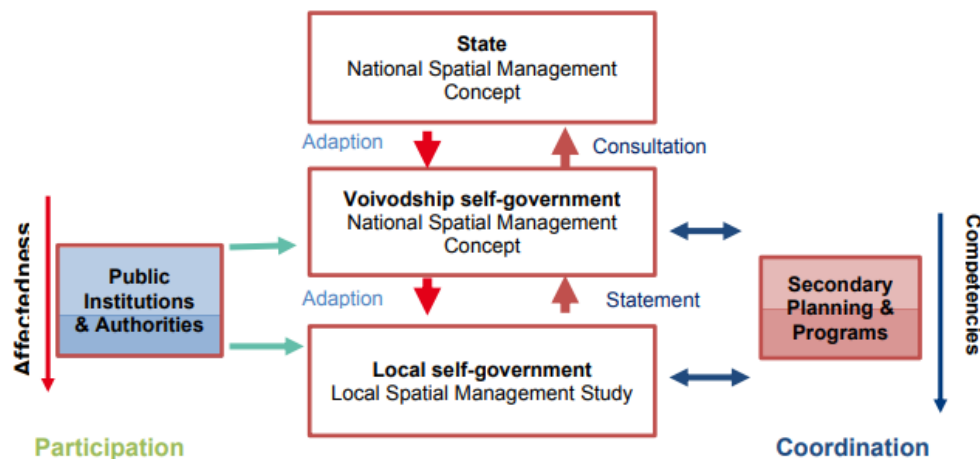 State
National Spatial Management
Concept
Adaption
Consultation
Voivodship self-government
National Spatial Management
Concept
Affectedness
Public
Institutions
& Authorities
Secondary
Planning &
Programs
Competencies
Adaption
Statement
Local self-government
Local Spatial Management Study
Participation
Coordination